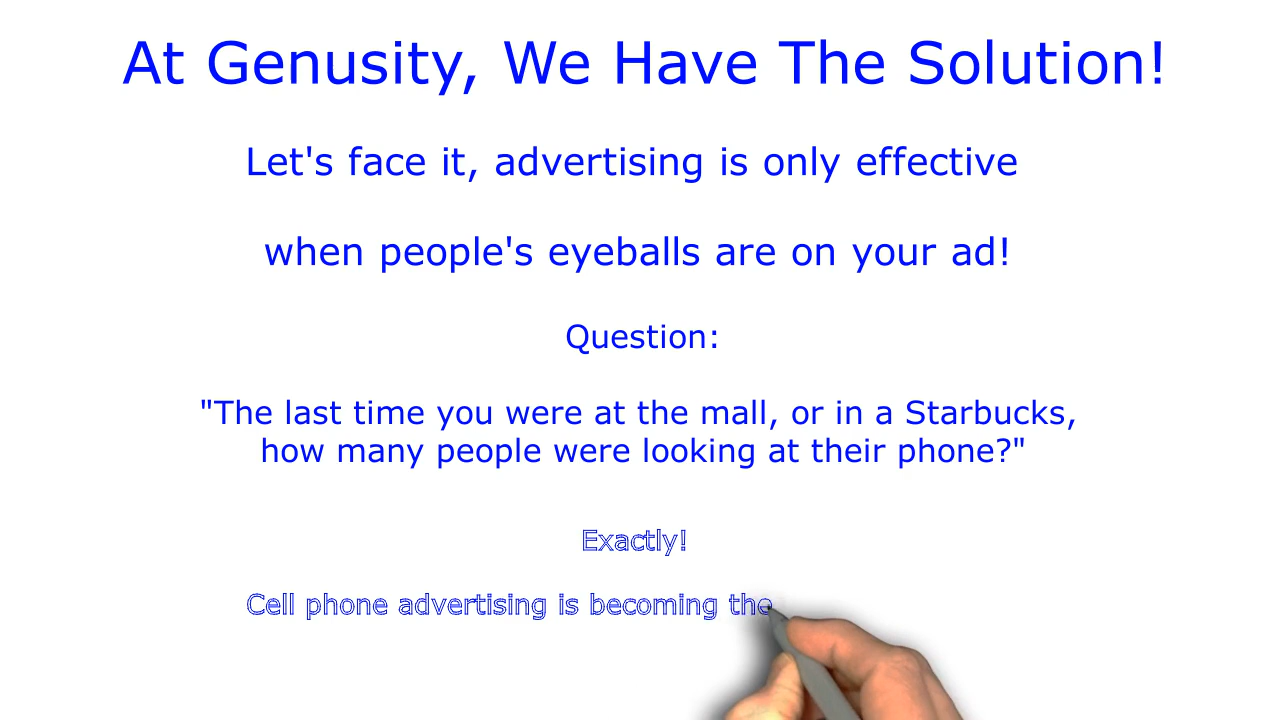 At Genusity, We Have The Solution!
Let's face it, advertising is only effective
when people's eyeballs are on your ad!
Question:
"The last time you were at the mall, or in a Starbucks,
how many people were looking at their phone?"
Exactly!
Cell phone advertising is becoming the